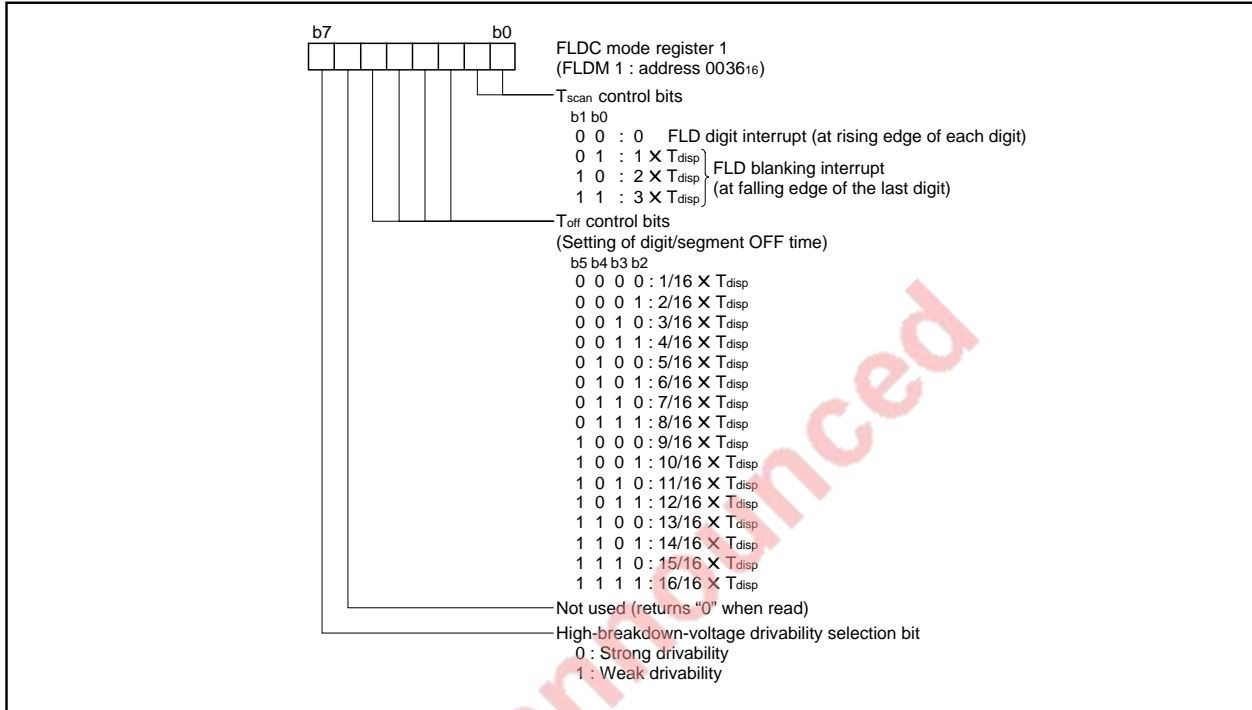 b7 b0
FLDC mode register 1
(FLDM 1 : address 003616)
Tscan control bits
b1 b0
0 0 : 0 FLD digit interrupt (at rising edge of each digit)
0 1 : 1 ✕ Tdisp
1 0 : 2 ✕ Tdisp
1 1 : 3 ✕ Tdisp
FLD blanking interrupt
(at falling edge of the last digit)
Toff control bits
(Setting of digit/segment OFF time)
b5 b4 b3 b2
0 0 0 0 : 1/16 ✕ Tdisp
0 0 0 1 : 2/16 ✕ Tdisp
0 0 1 0 : 3/16 ✕ Tdisp
0 0 1 1 : 4/16 ✕ Tdisp
0 1 0 0 : 5/16 ✕ Tdisp
0 1 0 1 : 6/16 ✕ Tdisp
0 1 1 0 : 7/16 ✕ Tdisp
0 1 1 1 : 8/16 ✕ Tdisp
1 0 0 0 : 9/16 ✕ Tdisp
1 0 0 1 : 10/16 ✕ Tdisp
1 0 1 0 : 11/16 ✕ Tdisp
1 0 1 1 : 12/16 ✕ Tdisp
1 1 0 0 : 13/16 ✕ Tdisp
1 1 0 1 : 14/16 ✕ Tdisp
1 1 1 0 : 15/16 ✕ Tdisp
1 1 1 1 : 16/16 ✕ Tdisp
Not used (returns “0” when read)
High-breakdown-voltage drivability selection bit
0 : Strong drivability
1 : Weak drivability